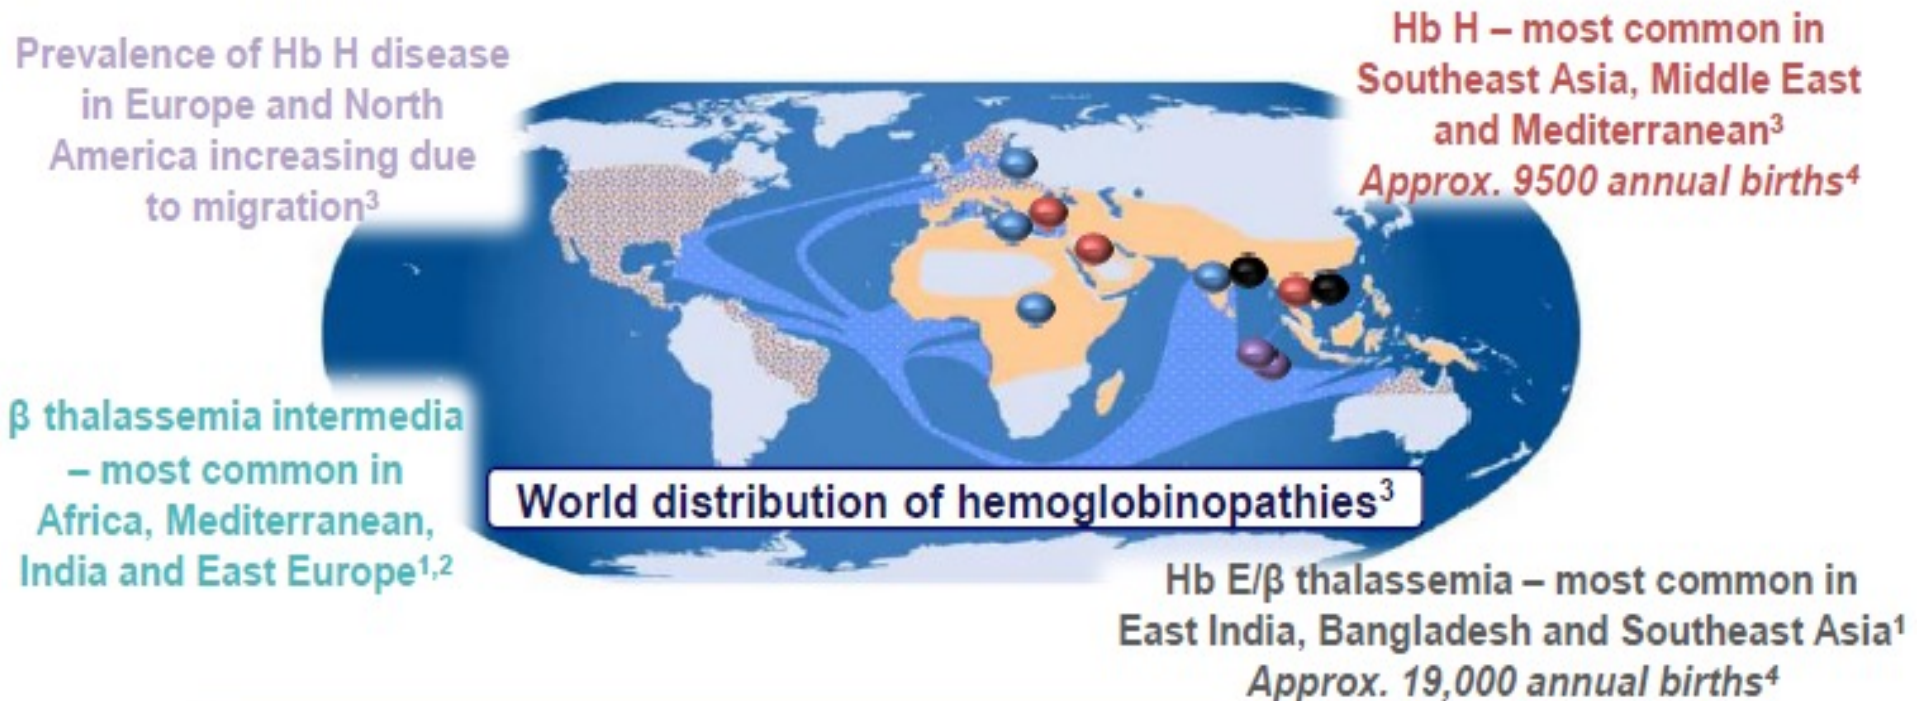 Prevalence of Hb H disease
in Europe and North
America increasing due
to migration³
Hb H – most common in
Southeast Asia, Middle East
and Mediterranean³
Approx. 9500 annual births⁴
β thalassemia intermedia
– most common in
Africa, Mediterranean,
India and East Europe¹,²
World distribution of hemoglobinopathies³
Hb E/β thalassemia – most common in
East India, Bangladesh and Southeast Asia¹
Approx. 19,000 annual births⁴